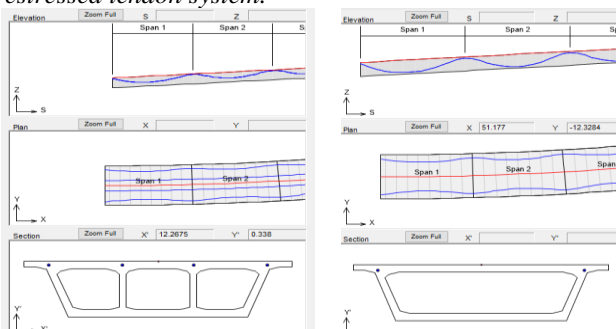 estressed tendon system.
Elevation Zoom Full S Z
Span 1 Span 2 S
Z
S
Plan Zoom Full X Y
Span 1 Span 2
Y
X
Section Zoom Full X' 12.2675 Y' 0.338
Y'
X'
Elevation Zoom Full S Z
Span 1 Span 2 Sp
Z
S
Plan Zoom Full X 51.177 Y -12.3284
Span 1 Span 2 Span
Y
X
Section Zoom Full X' Y'
Y'